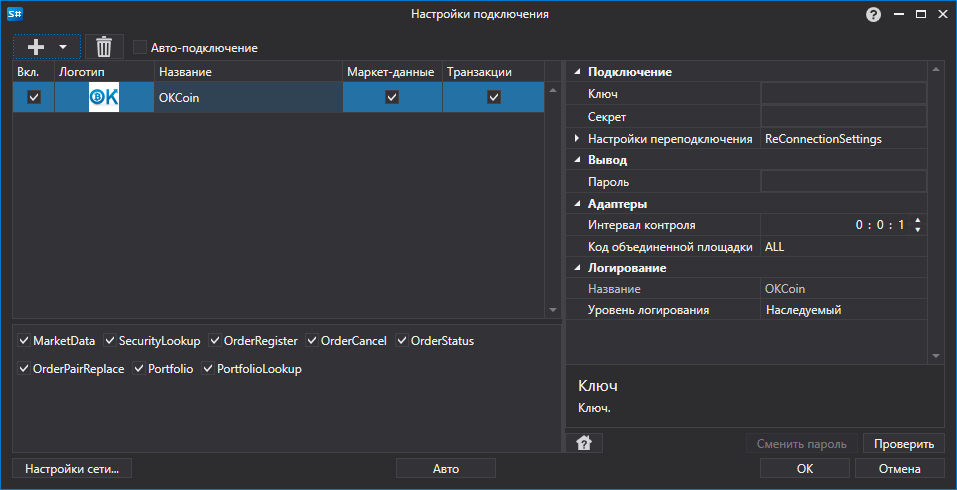 S#
Настройки подключения
?
Авто-подключение
Вкл. Логотип Название Маркет-данные Транзакции
OK OKCoin
MarketData SecurityLookup OrderRegister OrderCancel OrderStatus
OrderPairReplace Portfolio PortfolioLookup
Подключение
Ключ
Секрет
Настройки переподключения ReConnectionSettings
Вывод
Пароль
Адаптеры
Интервал контроля 0 : 0 : 1
Код объединенной площадки ALL
Логирование
Название OKCoin
Уровень логирования Наследуемый
Ключ
Ключ.
?
Сменить пароль Проверить
Настройки сети... Авто OK Отмена